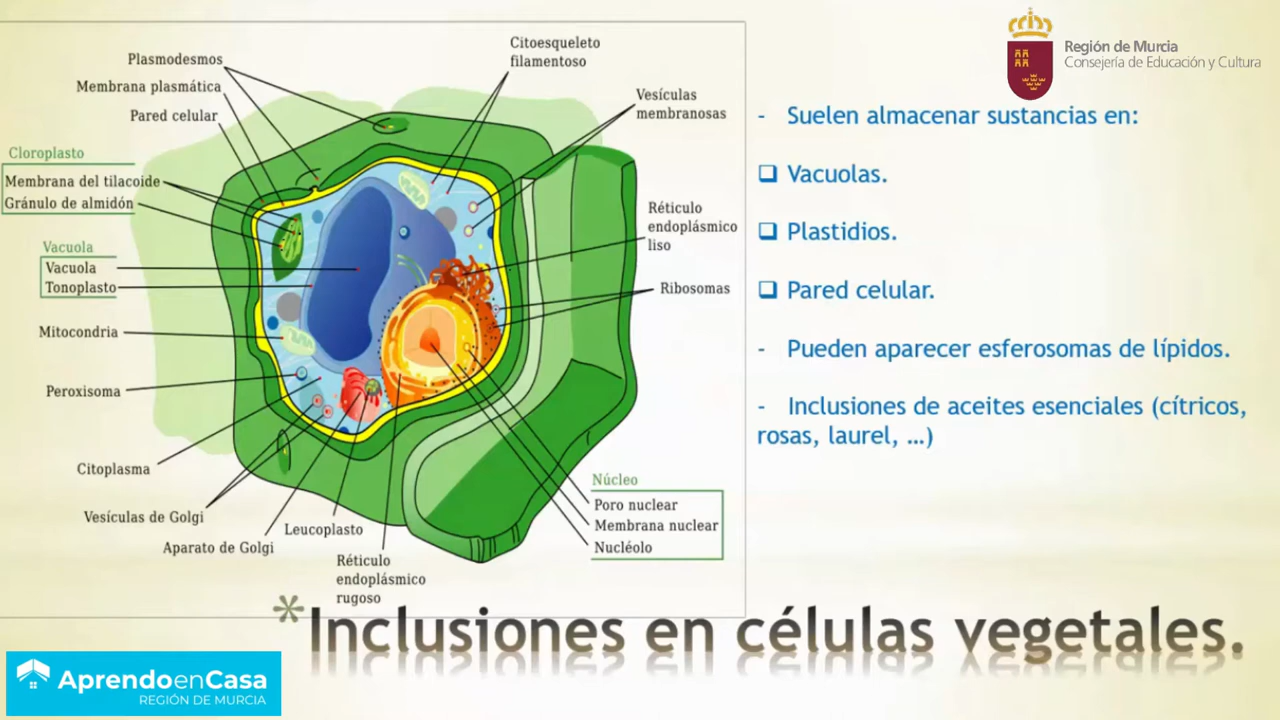 Plasmodesmos
Membrana plasmática
Pared celular
Cloroplasto
Membrana del tilacoide
Gránulo de almidón
Vacuola
Vacuola
Tonoplasto
Mitocondria
Peroxisoma
Citoplasma
Vesículas de Golgi
Aparato de Golgi
Leucoplasto
Réticulo
endoplásmico
rugoso
Citoesqueleto
filamentoso
Vesículas
membranosas
Réticulo
endoplásmico
liso
Ribosomas
Núcleo
Poro nuclear
Membrana nuclear
Nucléolo
Región de Murcia
Consejería de Educación y Cultura
- Suelen almacenar sustancias en:
❑ Vacuolas.
❑ Plastidios.
❑ Pared celular.
- Pueden aparecer esferosomas de lípidos.
- Inclusiones de aceites esenciales (cítricos,
rosas, laurel, …)
*Inclusiones en células vegetales.
AprendoenCasa
REGIÓN DE MURCIA